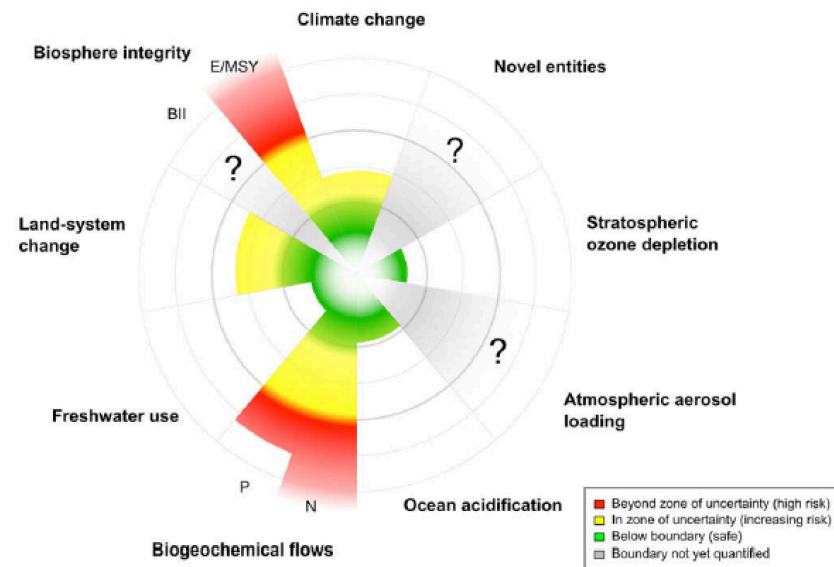 Climate change
Biosphere integrity
E/MSY
Novel entities
BII
?
?
Land-system
change
Stratospheric
ozone depletion
?
Freshwater use
Atmospheric aerosol
loading
P
N
Ocean acidification
Biogeochemical flows
Beyond zone of uncertainty (high risk)
In zone of uncertainty (increasing risk)
Below boundary (safe)
Boundary not yet quantified